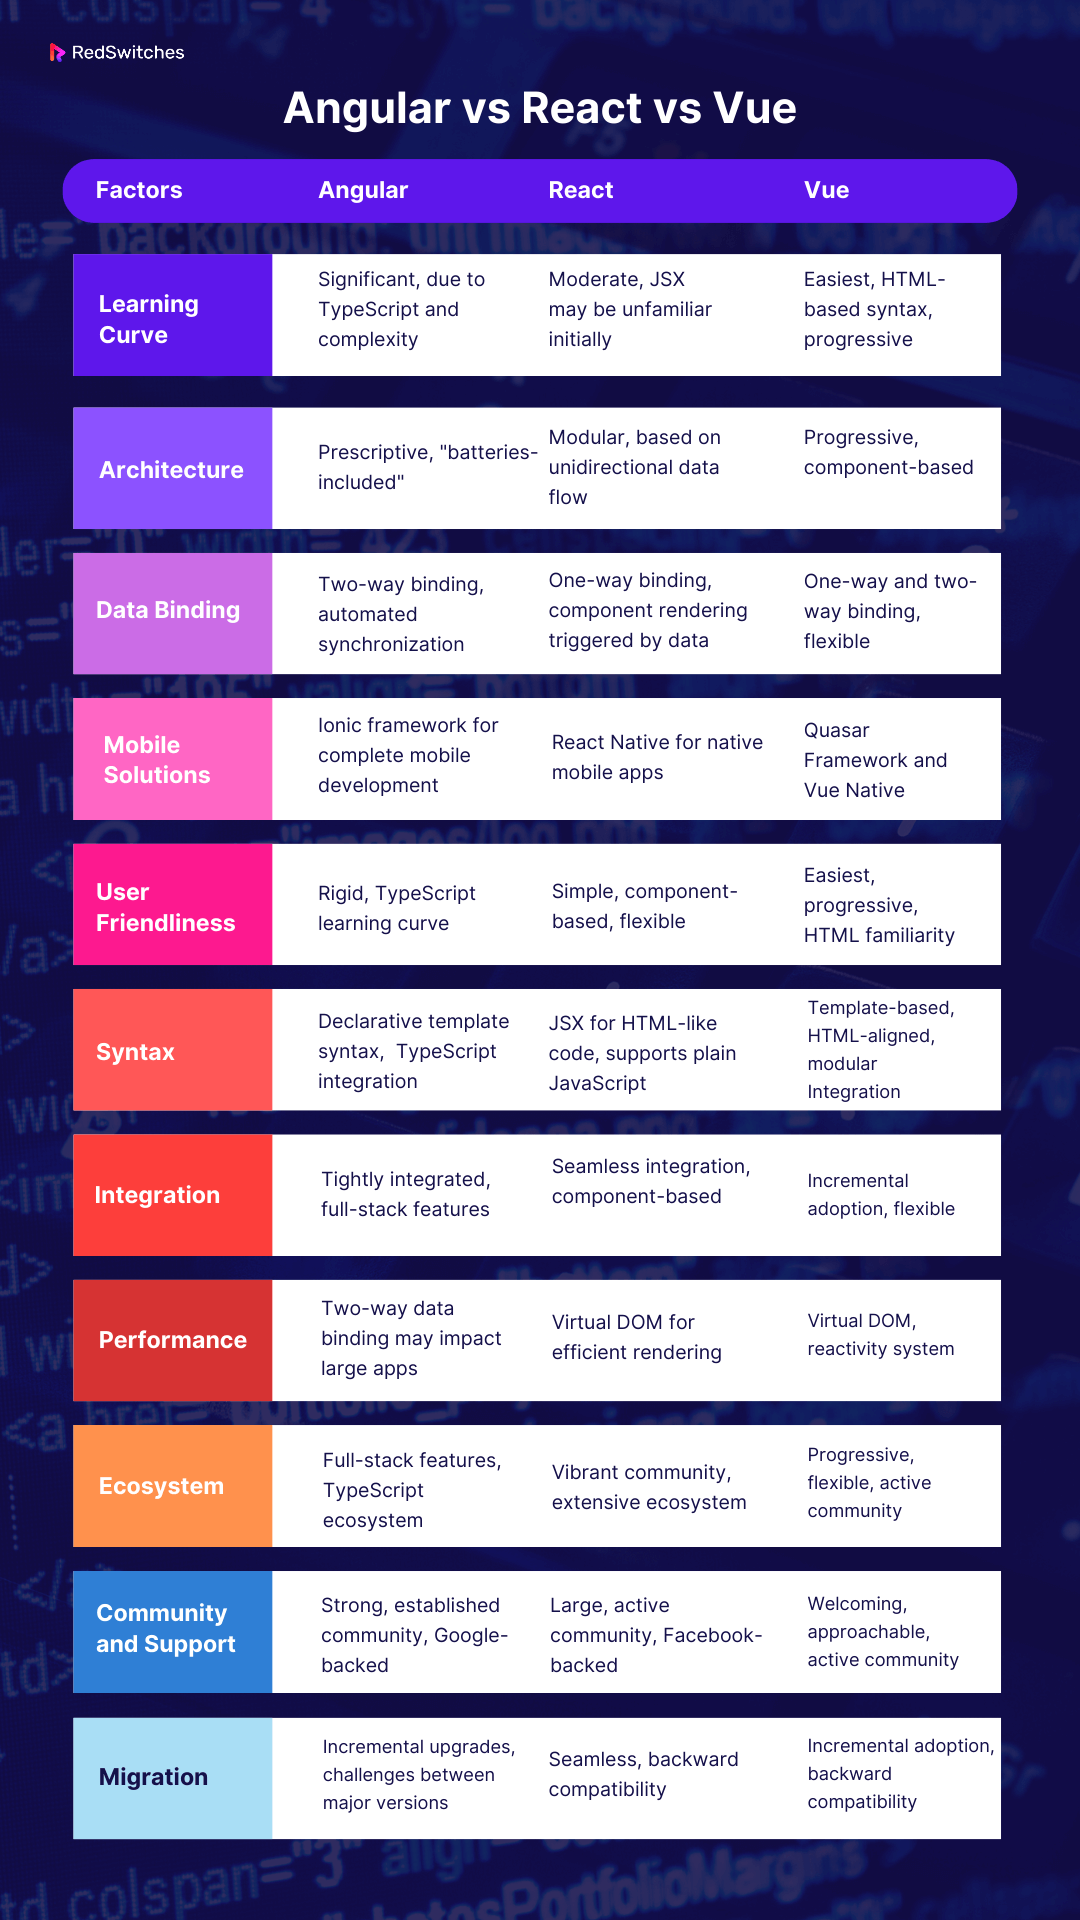 RedSwitches
Angular vs React vs Vue
Factors
Angular
React
Vue
Learning
Curve
Significant, due to
TypeScript and
complexity
Moderate, JSX
may be unfamiliar
initially
Easiest, HTML-
based syntax,
progressive
Architecture
Prescriptive, "batteries-
included"
Modular, based on
unidirectional data
flow
Progressive,
component-based
Data Binding
Two-way binding,
automated
synchronization
One-way binding,
component rendering
triggered by data
One-way and two-
way binding,
flexible
Mobile
Solutions
Ionic framework for
complete mobile
development
React Native for native
mobile apps
Quasar
Framework and
Vue Native
User
Friendliness
Rigid, TypeScript
learning curve
Simple, component-
based, flexible
Easiest,
progressive,
HTML familiarity
Syntax
Declarative template
syntax,  TypeScript
integration
JSX for HTML-like
code, supports plain
JavaScript
Template-based,
HTML-aligned,
modular
Integration
Integration
Tightly integrated,
full-stack features
Seamless integration,
component-based
Incremental
adoption, flexible
Performance
Two-way data
binding may impact
large apps
Virtual DOM for
efficient rendering
Virtual DOM,
reactivity system
Ecosystem
Full-stack features,
TypeScript
ecosystem
Vibrant community,
extensive ecosystem
Progressive,
flexible, active
community
Community
and Support
Strong, established
community, Google-
backed
Large, active
community, Facebook-
backed
Welcoming,
approachable,
active community
Migration
Incremental upgrades,
challenges between
major versions
Seamless, backward
compatibility
Incremental adoption,
backward
compatibility